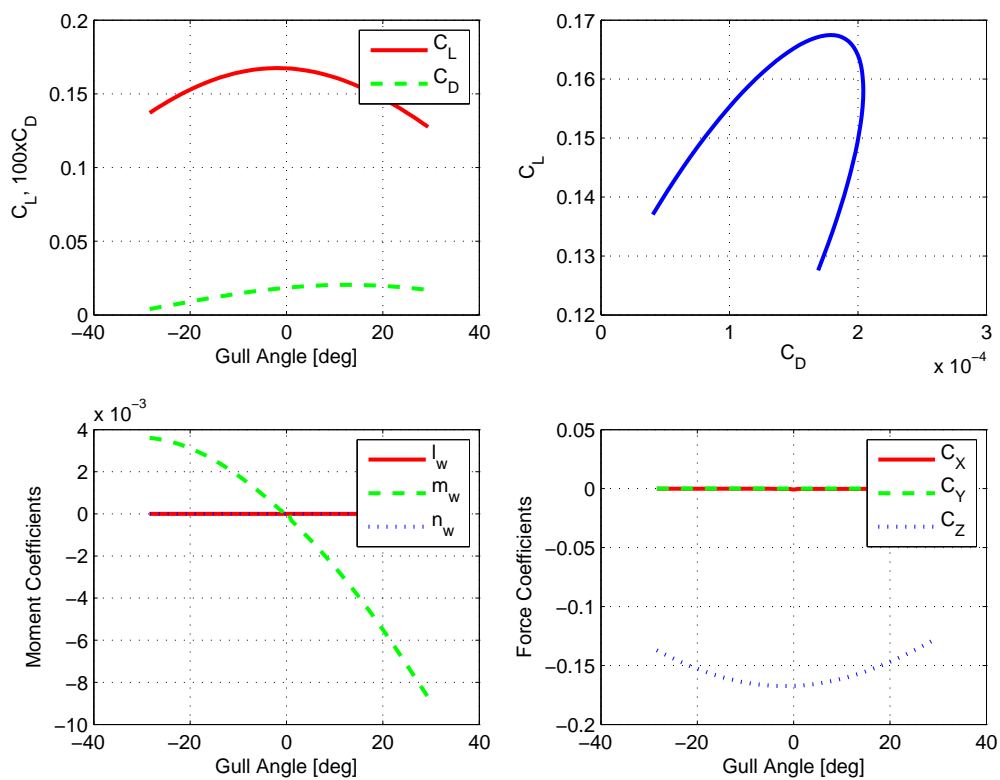 0.2
0.15
0.1
0.05
0
−40
−20
0
20
40
C_L, 100xC_D
Gull Angle [deg]
C_L
C_D
0.17
0.16
0.15
0.14
0.13
0.12
0
1
2
3
x 10^−4
C_L
C_D
x 10^−3
4
2
0
−2
−4
−6
−8
−10
−40
−20
0
20
40
Moment Coefficients
Gull Angle [deg]
l_w
m_w
n_w
0.05
0
−0.05
−0.1
−0.15
−0.2
−40
−20
0
20
40
Force Coefficients
Gull Angle [deg]
C_X
C_Y
C_Z